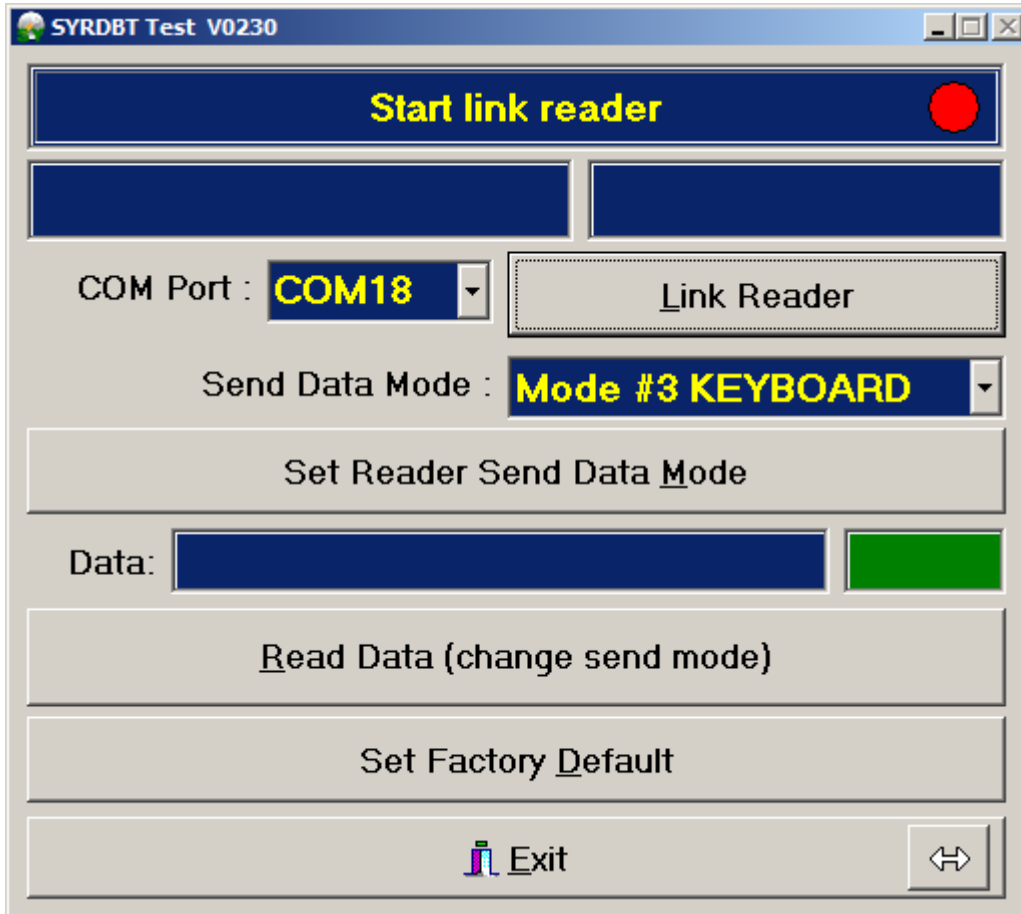 SYRDBT Test V0230
Start link reader
COM Port : COM18 Link Reader
Send Data Mode : Mode #3 KEYBOARD
Set Reader Send Data Mode
Data:
Read Data (change send mode)
Set Factory Default
Exit